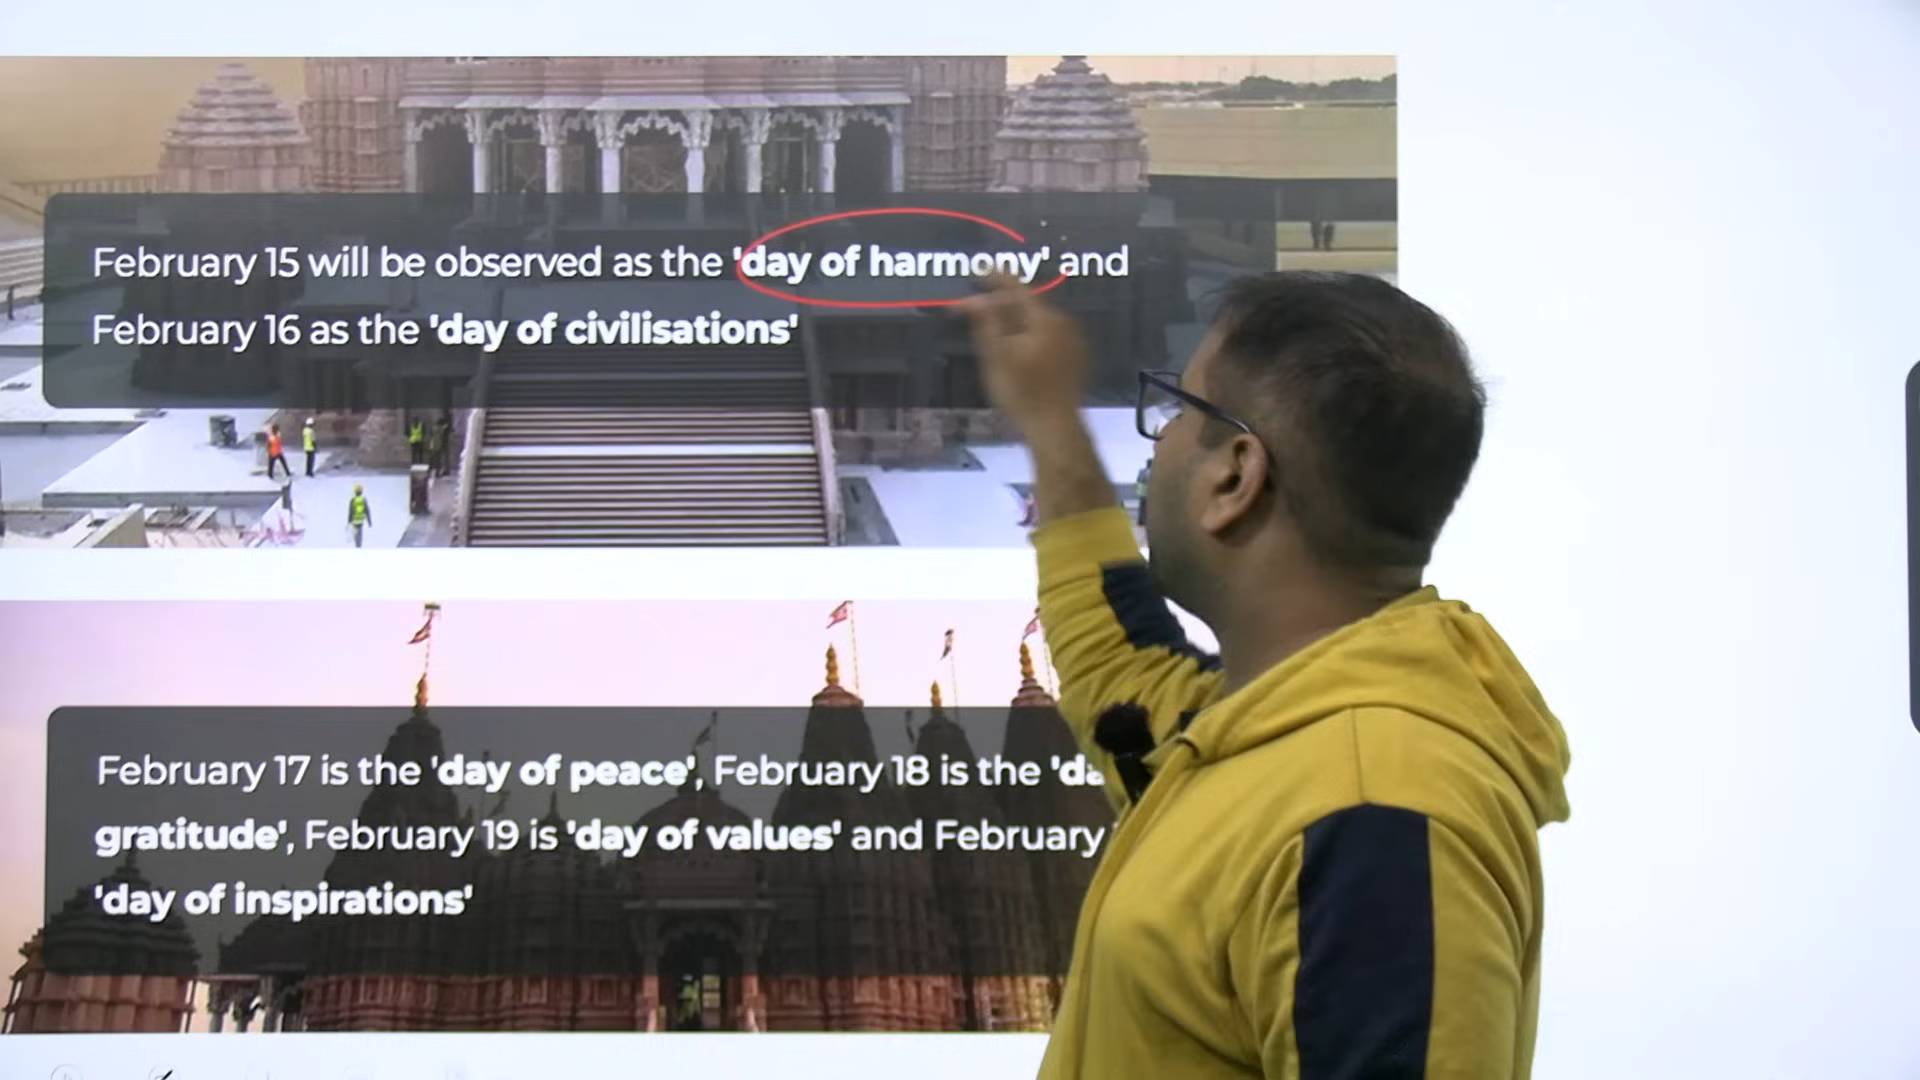 February 15 will be observed as the 'day of harmony' and
February 16 as the 'day of civilisations'
February 17 is the 'day of peace', February 18 is the
gratitude', February 19 is 'day of values' and February
'day of inspirations'